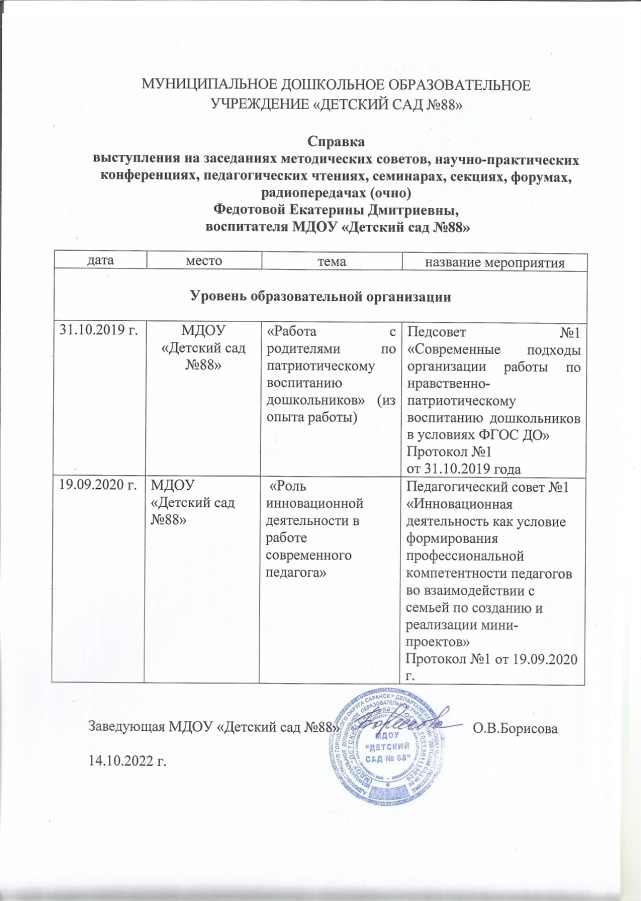 МУНИЦИПАЛЬНОЕ ДОШКОЛЬНОЕ ОБРАЗОВАТЕЛЬНОЕ
УЧРЕЖДЕНИЕ «ДЕТСКИЙ САД №88»
Справка
выступления на заседаниях методических советов, научно-практических
конференциях, педагогических чтениях, семинарах, секциях, форумах,
радиопередачах (очно)
Федотовой Екатерины Дмитриевны,
воспитателя МДОУ «Детский сад №88»
дата место тема название мероприятия
Уровень образовательной организации
31.10.2019 г.
МДОУ
«Детский сад
№88»
«Работа с
родителями по
патриотическому
воспитанию
дошкольников» (из
опыта работы)
Педсовет №1
«Современные подходы
организации работы по
нравственно-
патриотическому
воспитанию дошкольников
в условиях ФГОС ДО»
Протокол №1
от 31.10.2019 года
19.09.2020 г.
МДОУ
«Детский сад
№88»
«Роль
инновационной
деятельности в
работе
современного
педагога»
Педагогический совет №1
«Инновационная
деятельность как условие
формирования
профессиональной
компетентности педагогов
во взаимодействии с
семьей по созданию и
реализации мини-
проектов»
Протокол №1 от 19.09.2020
г.
Заведующая МДОУ «Детский сад №88» О.В.Борисова
14.10.2022 г.
МДОУ
"ДЕТСКИЙ
САД № 88"